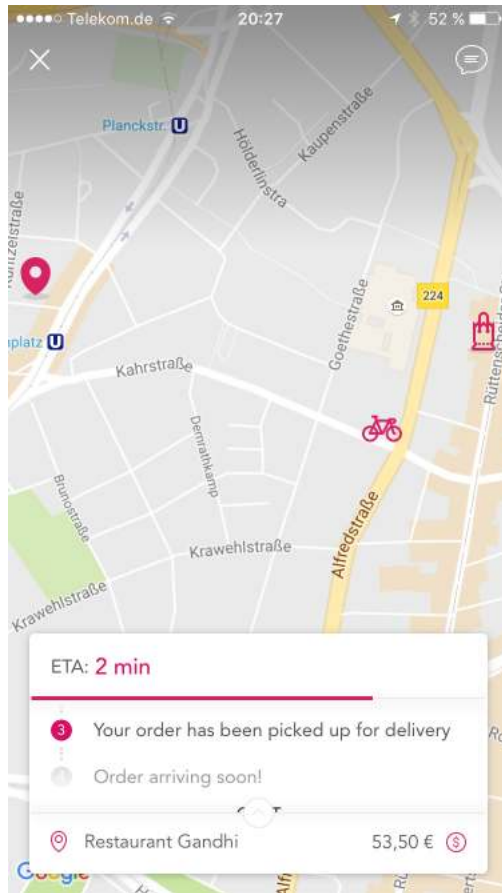 Telekom.de 20:27 52 %
Planckstr. U
Hölderlinstra
Kaupenstraße
224
Goethestraße
platz U
Kahrstraße
Demrathkamp
Brunostraße
Alfredstraße
Krawehlstraße
Krawehlstraße
ETA: 2 min
3 Your order has been picked up for delivery
Order arriving soon!
Restaurant Gandhi 53,50 € $
Google